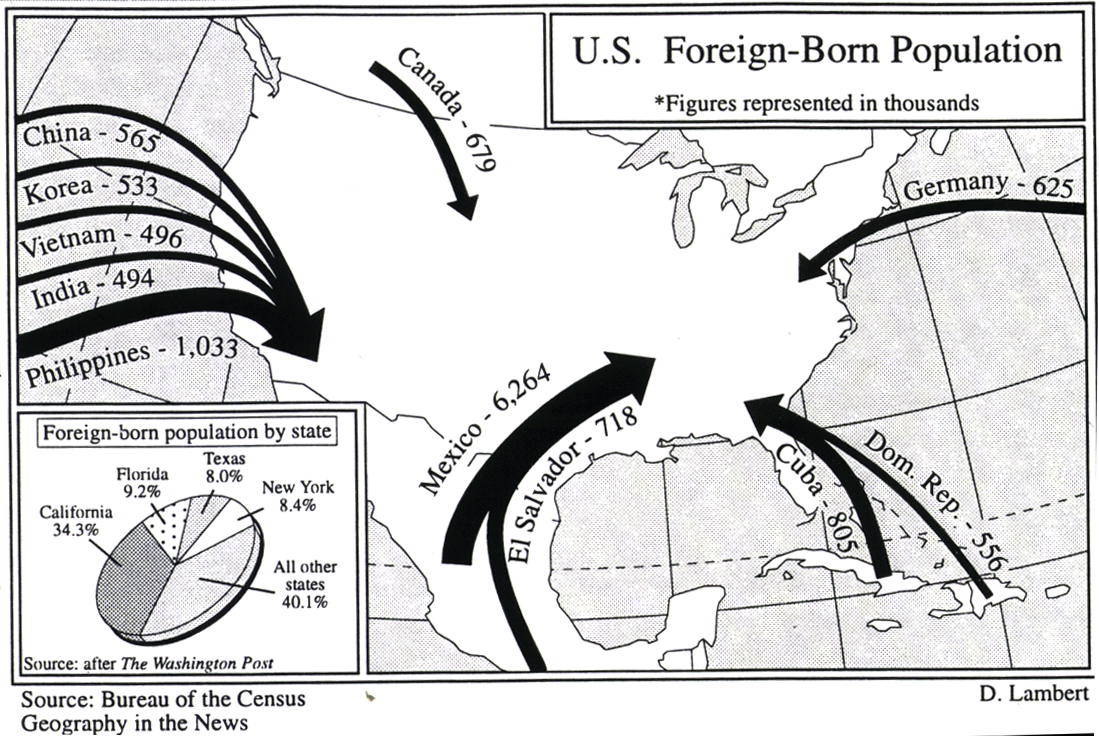 U.S. Foreign-Born Population
*Figures represented in thousands
Canada - 679
China - 565
Korea - 533
Vietnam - 496
India - 494
Philippines - 1,033
Germany - 625
Mexico - 6,264
El Salvador - 718
Cuba - 805
Dom. Rep. - 556
Foreign-born population by state
Texas
8.0%
Florida
9.2%
New York
8.4%
California
34.3%
All other
states
40.1%
Source: after The Washington Post
Source: Bureau of the Census
Geography in the News
D. Lambert